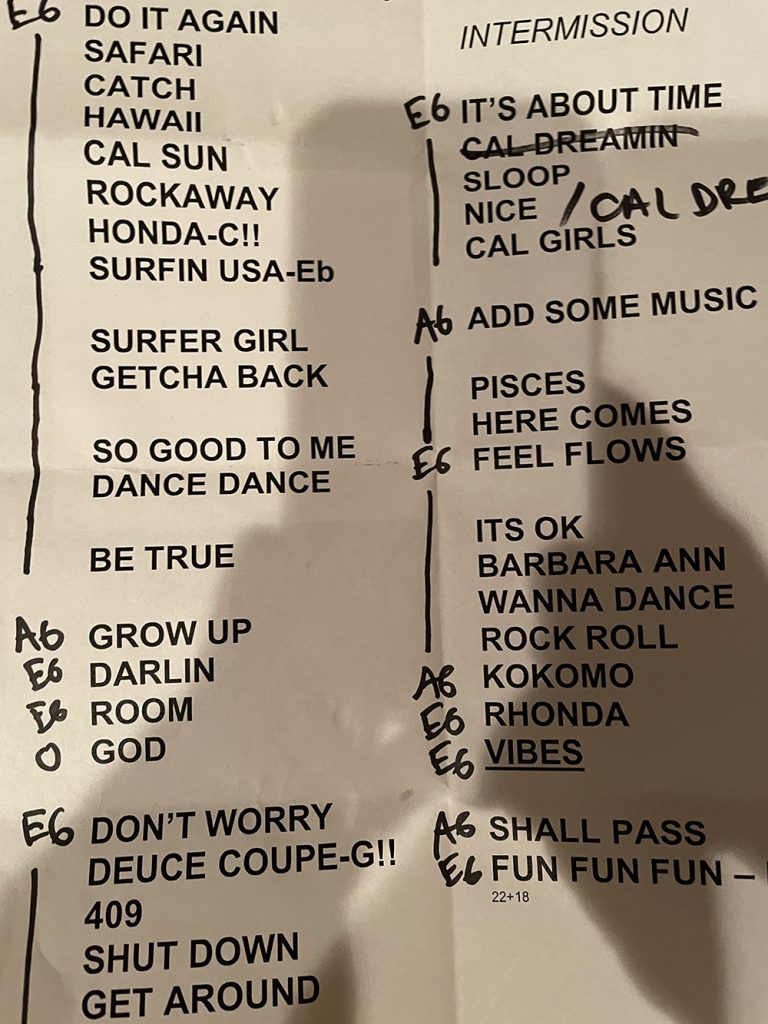 E6 DO IT AGAIN
SAFARI
CATCH
HAWAII
CAL SUN
ROCKAWAY
HONDA-C!!
SURFIN USA-Eb
SURFER GIRL
GETCHA BACK
SO GOOD TO ME
DANCE DANCE
BE TRUE
A6 GROW UP
E6 DARLIN
E6 ROOM
O GOD
E6 DON'T WORRY
DEUCE COUPE-G!!
409
SHUT DOWN
GET AROUND
INTERMISSION
E6 IT'S ABOUT TIME
CAL DREAMIN
SLOOP
NICE / CAL DRE
CAL GIRLS
A6 ADD SOME MUSIC
PISCES
HERE COMES
E6 FEEL FLOWS
ITS OK
BARBARA ANN
WANNA DANCE
ROCK ROLL
A6 KOKOMO
E6 RHONDA
E6 VIBES
A6 SHALL PASS
E6 FUN FUN FUN –
22+18